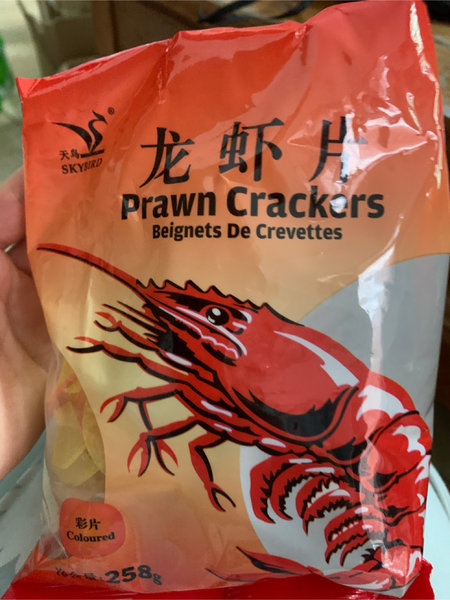 ®
天鸟
SKYBIRD
龙虾片
Prawn Crackers
Beignets De Crevettes
彩片
Coloured
258g